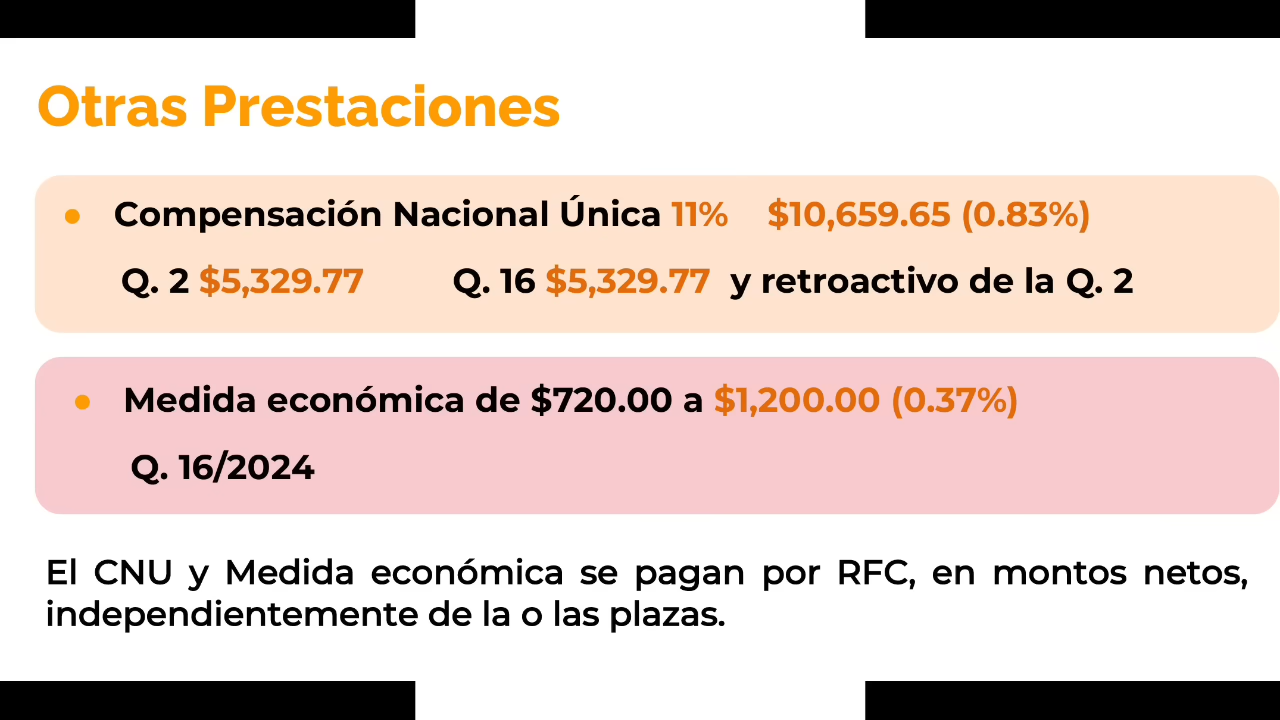 Otras Prestaciones
● Compensación Nacional Única 11% $10,659.65 (0.83%)
Q. 2 $5,329.77 Q. 16 $5,329.77 y retroactivo de la Q. 2
● Medida económica de $720.00 a $1,200.00 (0.37%)
Q. 16/2024
El CNU y Medida económica se pagan por RFC, en montos netos,
independientemente de la o las plazas.